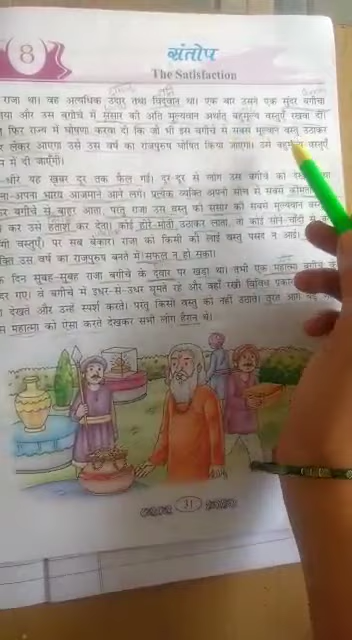 8
संतोष
The Satisfaction
राजा था। वह अत्यधिक उदार तथा विद्वान था। एक बार उसने एक सुंदर बगीचा
या और उस बगीचे में संसार की अति मूल्यवान अर्थात् बहुमूल्य वस्तुएँ रखवा दीं
फिर राज्य में घोषणा करवा दी कि जो भी इस बगीचे में सबसे मूल्यवान वस्तु उठाकर
लेकर आएगा उसे उस वर्ष का राजपुरुष घोषित किया जाएगा। उसे बहुमूल्य वस्तुएँ
में दी जाएँगी।
ओर यह खबर दूर तक फैल गई। दूर-दूर से लोग उस बगीचे को
अपना भाग्य आजमाने आने लगे। प्रत्येक व्यक्ति अपनी सोच में सबसे
बगीचे से बाहर आता, परंतु राजा उस वस्तु को संसार की सबसे मूल्यवान
कर उसे हताश कर देता। कोई हीरे-मोती उठाकर लाता, तो कोई सोने-चाँदी
वस्तुएँ। पर सब बेकार। राजा को किसी की लाई वस्तु पसंद न आई।
उस वर्ष का राजपुरुष बनने में सफल न हो सका।
दिन सुबह-सुबह राजा बगीचे के द्वार पर खड़ा था। तभी एक महात्मा बगीचे
गए। वे बगीचे में इधर-उधर घूमते रहे और वहाँ रखी विविध
देखते और उन्हें स्पर्श करते। परंतु किसी वस्तु को नहीं उठाते। तुरंत आगे बढ़
महात्मा को ऐसा करते देखकर सभी लोग हैरान थे।
31